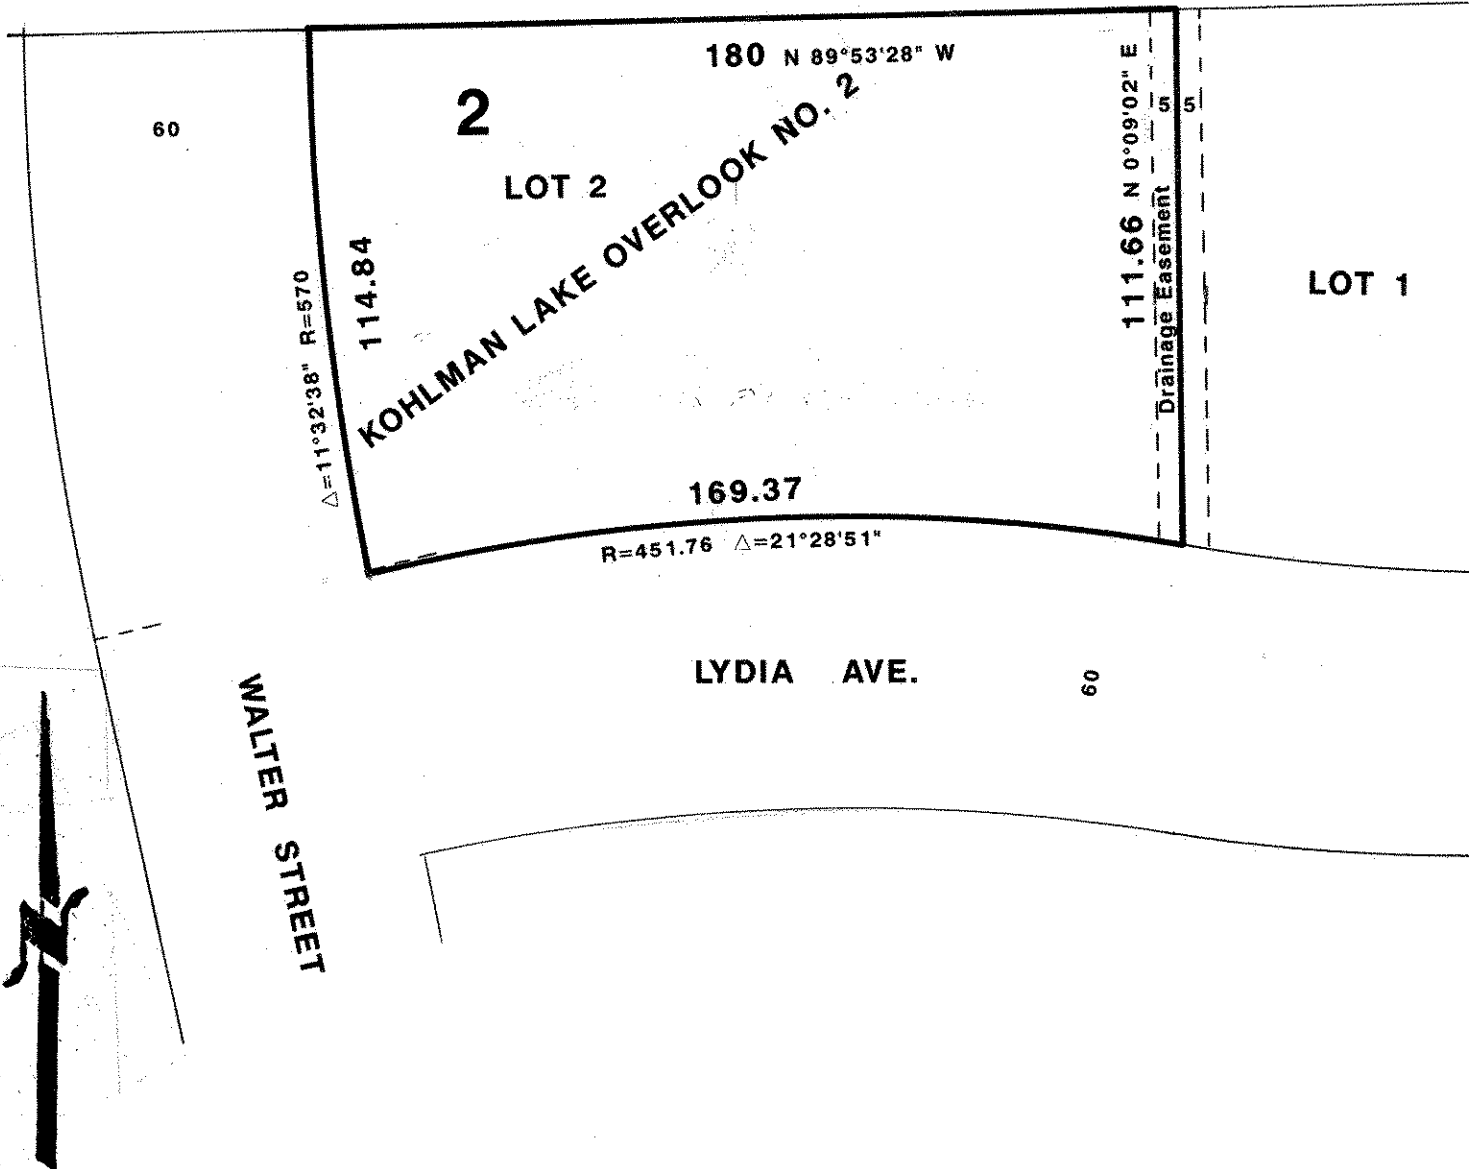 180 N 89°53'28" W
2
60
LOT 2
KOHLMAN LAKE OVERLOOK NO. 2
111.66 N 0°09'02" E
5 5
Drainage Easement
LOT 1
114.84
△=11°32'38" R=570
169.37
R=451.76 △=21°28'51"
LYDIA AVE.
60
WALTER STREET
N